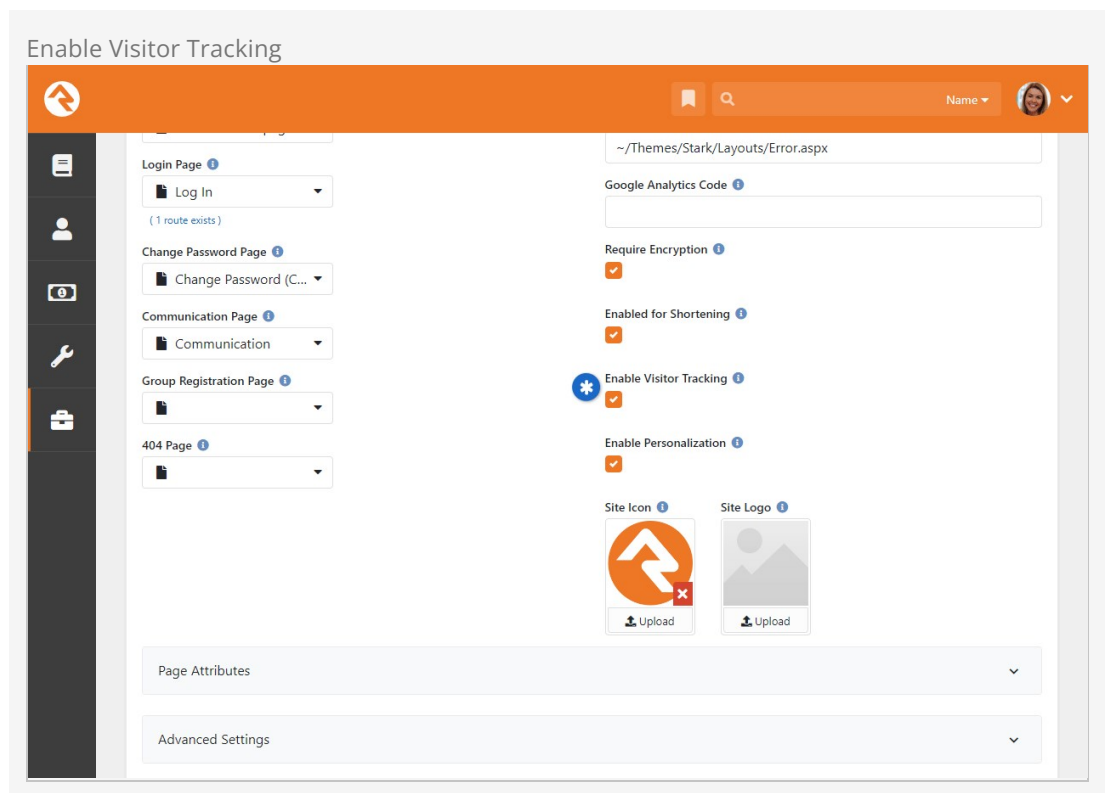 Enable Visitor Tracking
Name
Login Page
Log In
( 1 route exists )
Change Password Page
Change Password (C...
Communication Page
Communication
Group Registration Page
404 Page
~/Themes/Stark/Layouts/Error.aspx
Google Analytics Code
Require Encryption
Enabled for Shortening
Enable Visitor Tracking
Enable Personalization
Site Icon Site Logo
Upload Upload
Page Attributes
Advanced Settings